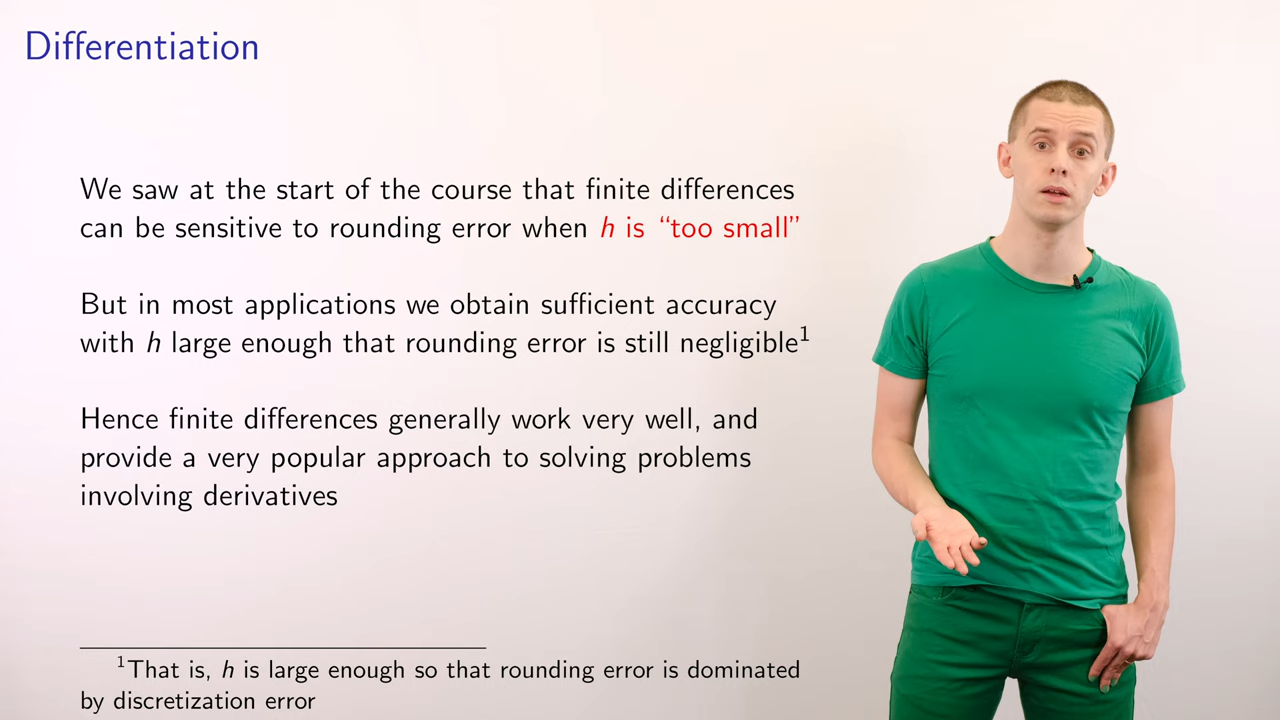 Differentiation
We saw at the start of the course that finite differences
can be sensitive to rounding error when h is “too small”
But in most applications we obtain sufficient accuracy
with h large enough that rounding error is still negligible¹
Hence finite differences generally work very well, and
provide a very popular approach to solving problems
involving derivatives
¹That is, h is large enough so that rounding error is dominated
by discretization error